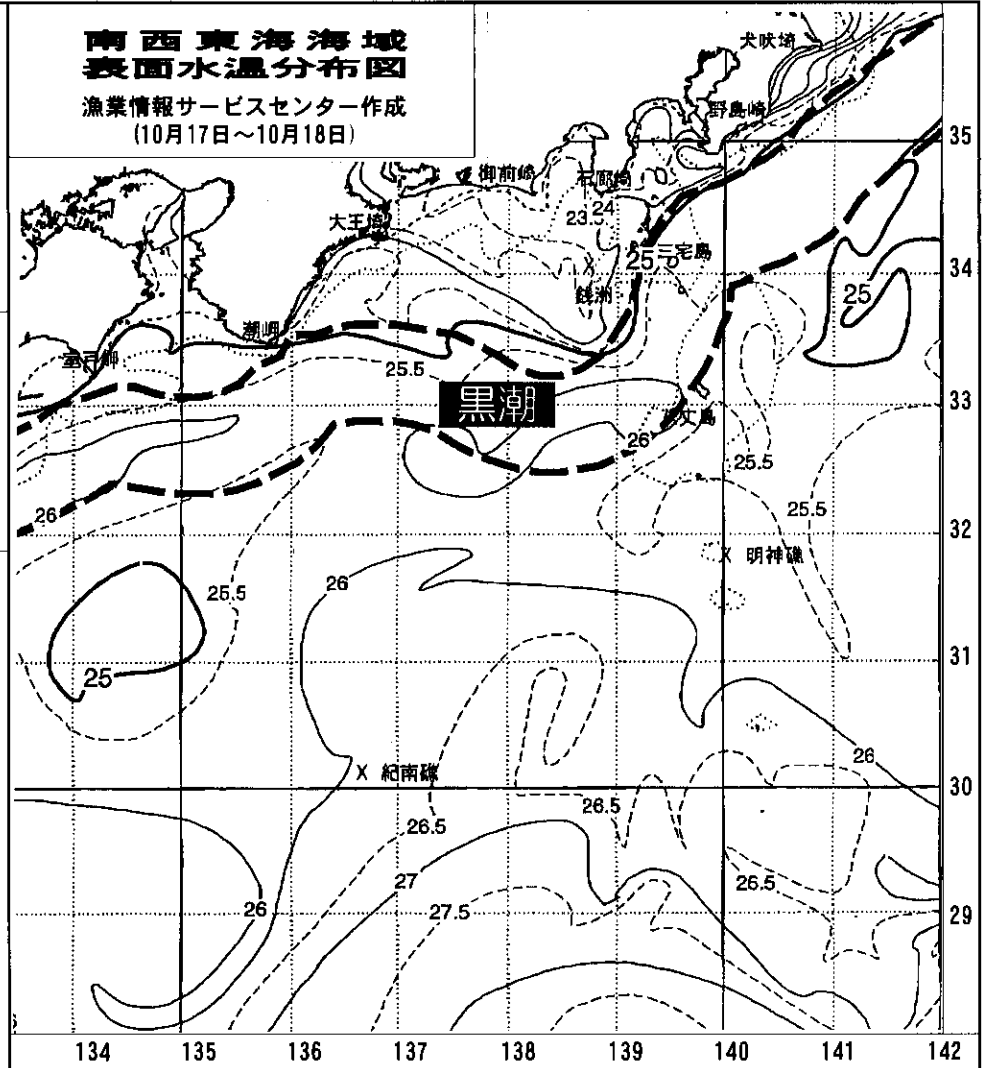 南西東海海域
表面水温分布図
漁業情報サービスセンター作成
(10月17日～10月18日)
犬吠埼
野島崎
35
御前崎
石廊崎
24
23.5
大王埼
三宅島
25
34
銭洲
25
潮岬
室戸岬
25.5
黒潮
33
26
25.5
26
25.5
32
明神礁
25.5
26
31
25
26
紀南礁
30
26.5
26.5
27
26.5
26
27.5
29
134 135 136 137 138 139 140 141 142